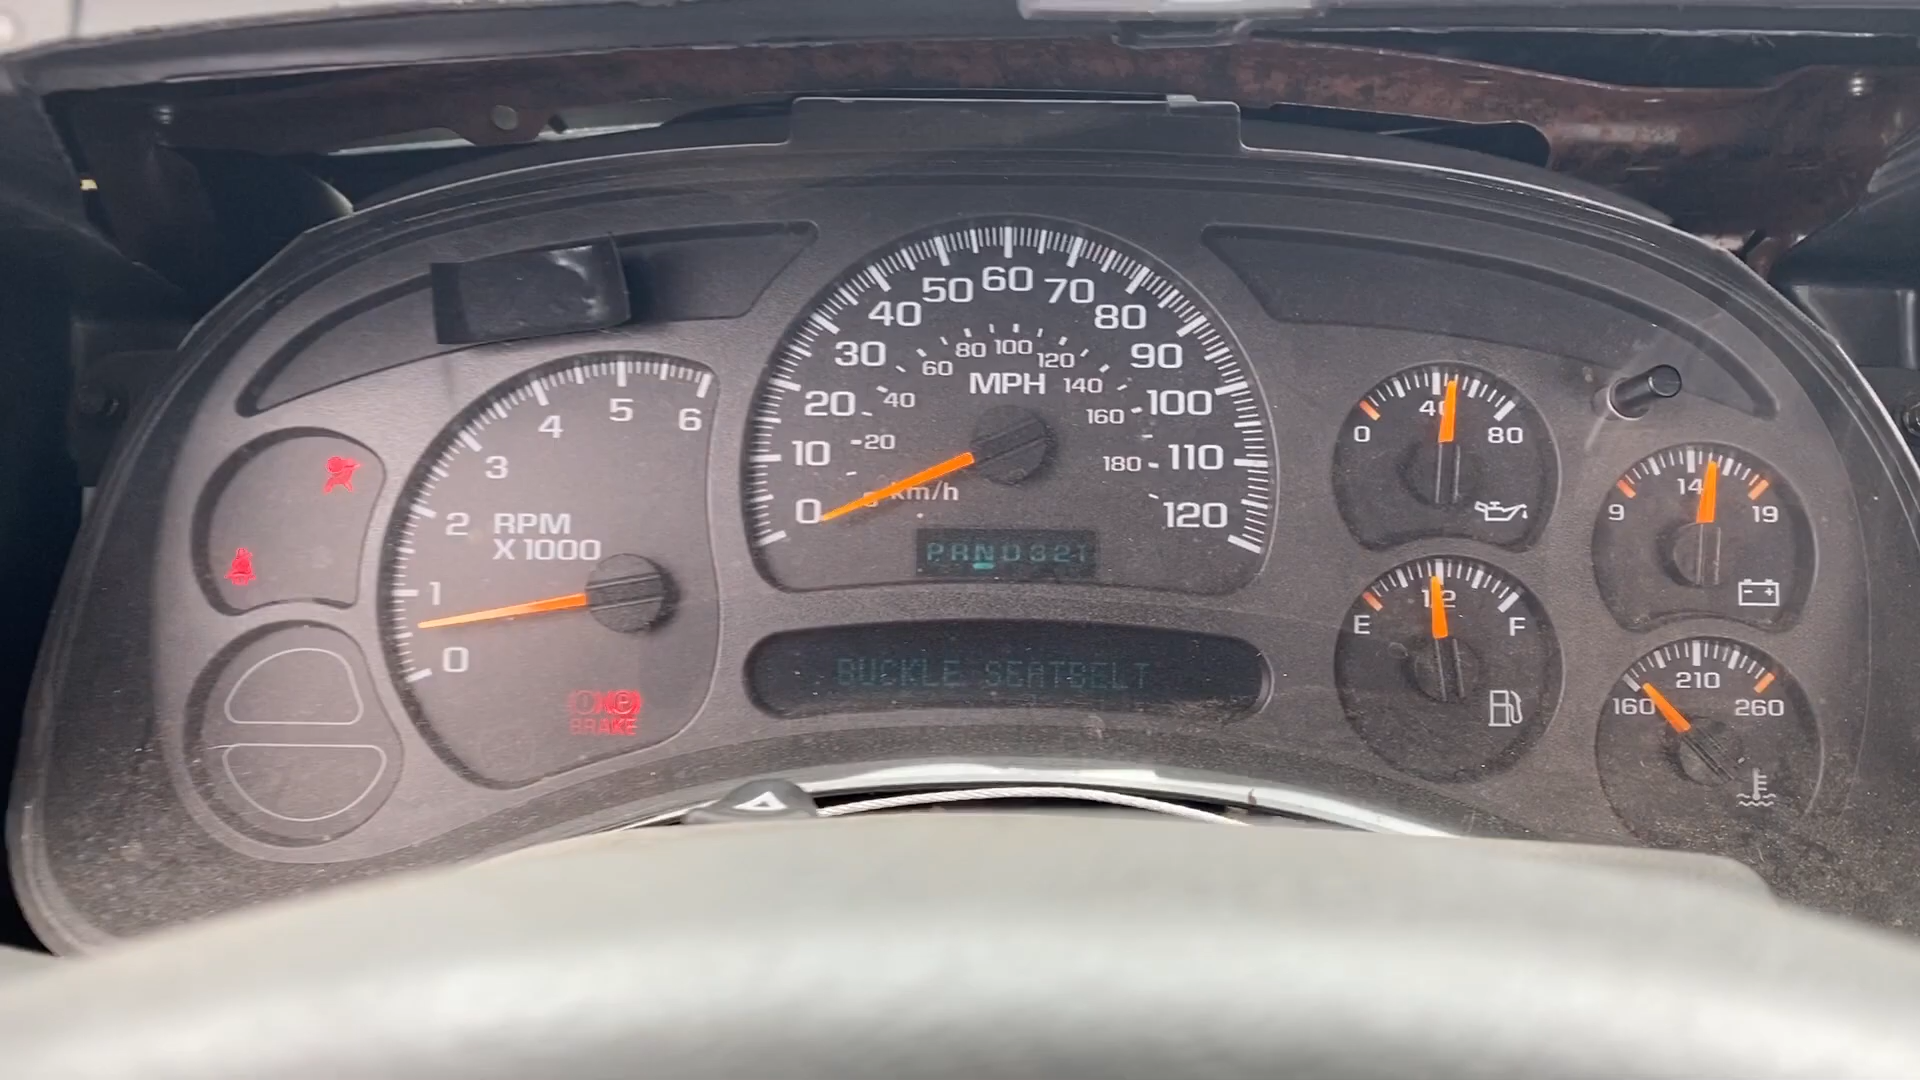 0 1 2 3 4 5 6
RPM
X 1000
BRAKE
0 10 20 30 40 50 60 70 80 90 100 110 120
20 40 60 80 100 120 140 160 180
MPH
km/h
PRND321
BUCKLE SEATBELT
0 40 80
9 14 19
E 1/2 F
160 210 260